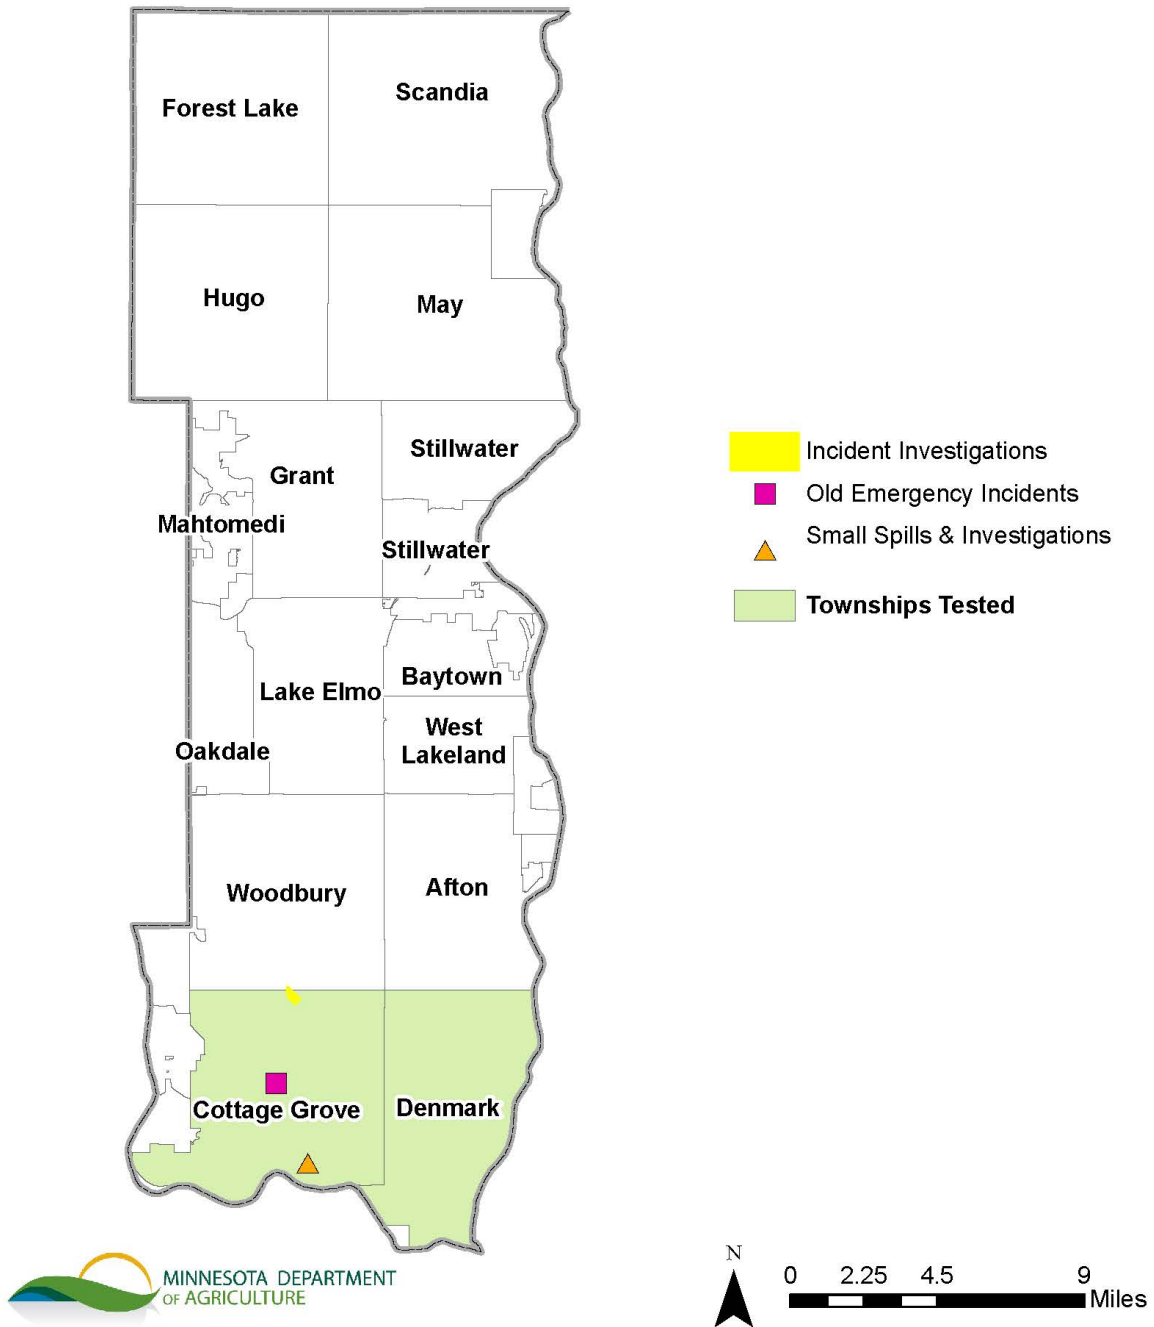 Forest Lake
Scandia
Hugo
May
Stillwater
Grant
Mahtomedi
Stillwater
Baytown
Lake Elmo
West
Lakeland
Oakdale
Woodbury
Afton
Cottage Grove
Denmark
Incident Investigations
Old Emergency Incidents
Small Spills & Investigations
Townships Tested
MINNESOTA DEPARTMENT
OF AGRICULTURE
N
0 2.25 4.5 9
Miles